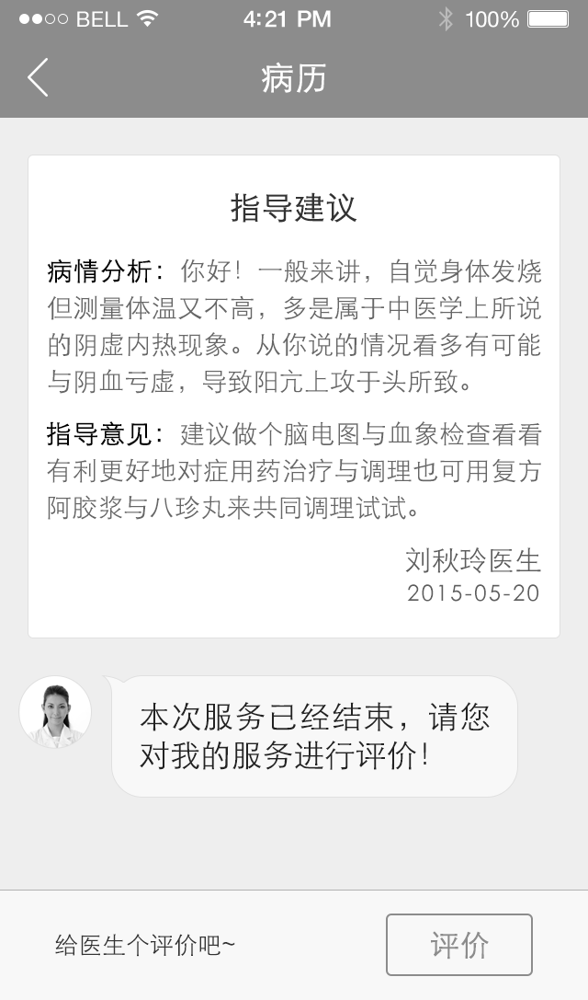 BELL 4:21 PM 100%
病历
指导建议
病情分析：你好！一般来讲，自觉身体发烧
但测量体温又不高，多是属于中医学上所说
的阴虚内热现象。从你说的情况看多有可能
与阴血亏虚，导致阳亢上攻于头所致。
指导意见：建议做个脑电图与血象检查看看
有利更好地对症用药治疗与调理也可用复方
阿胶浆与八珍丸来共同调理试试。
刘秋玲医生
2015-05-20
本次服务已经结束，请您
对我的服务进行评价！
给医生个评价吧~
评价